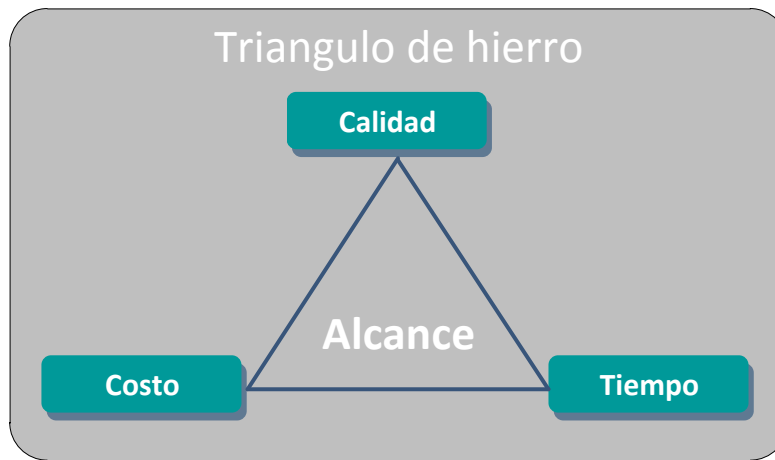 Triangulo de hierro
Calidad
Alcance
Costo
Tiempo